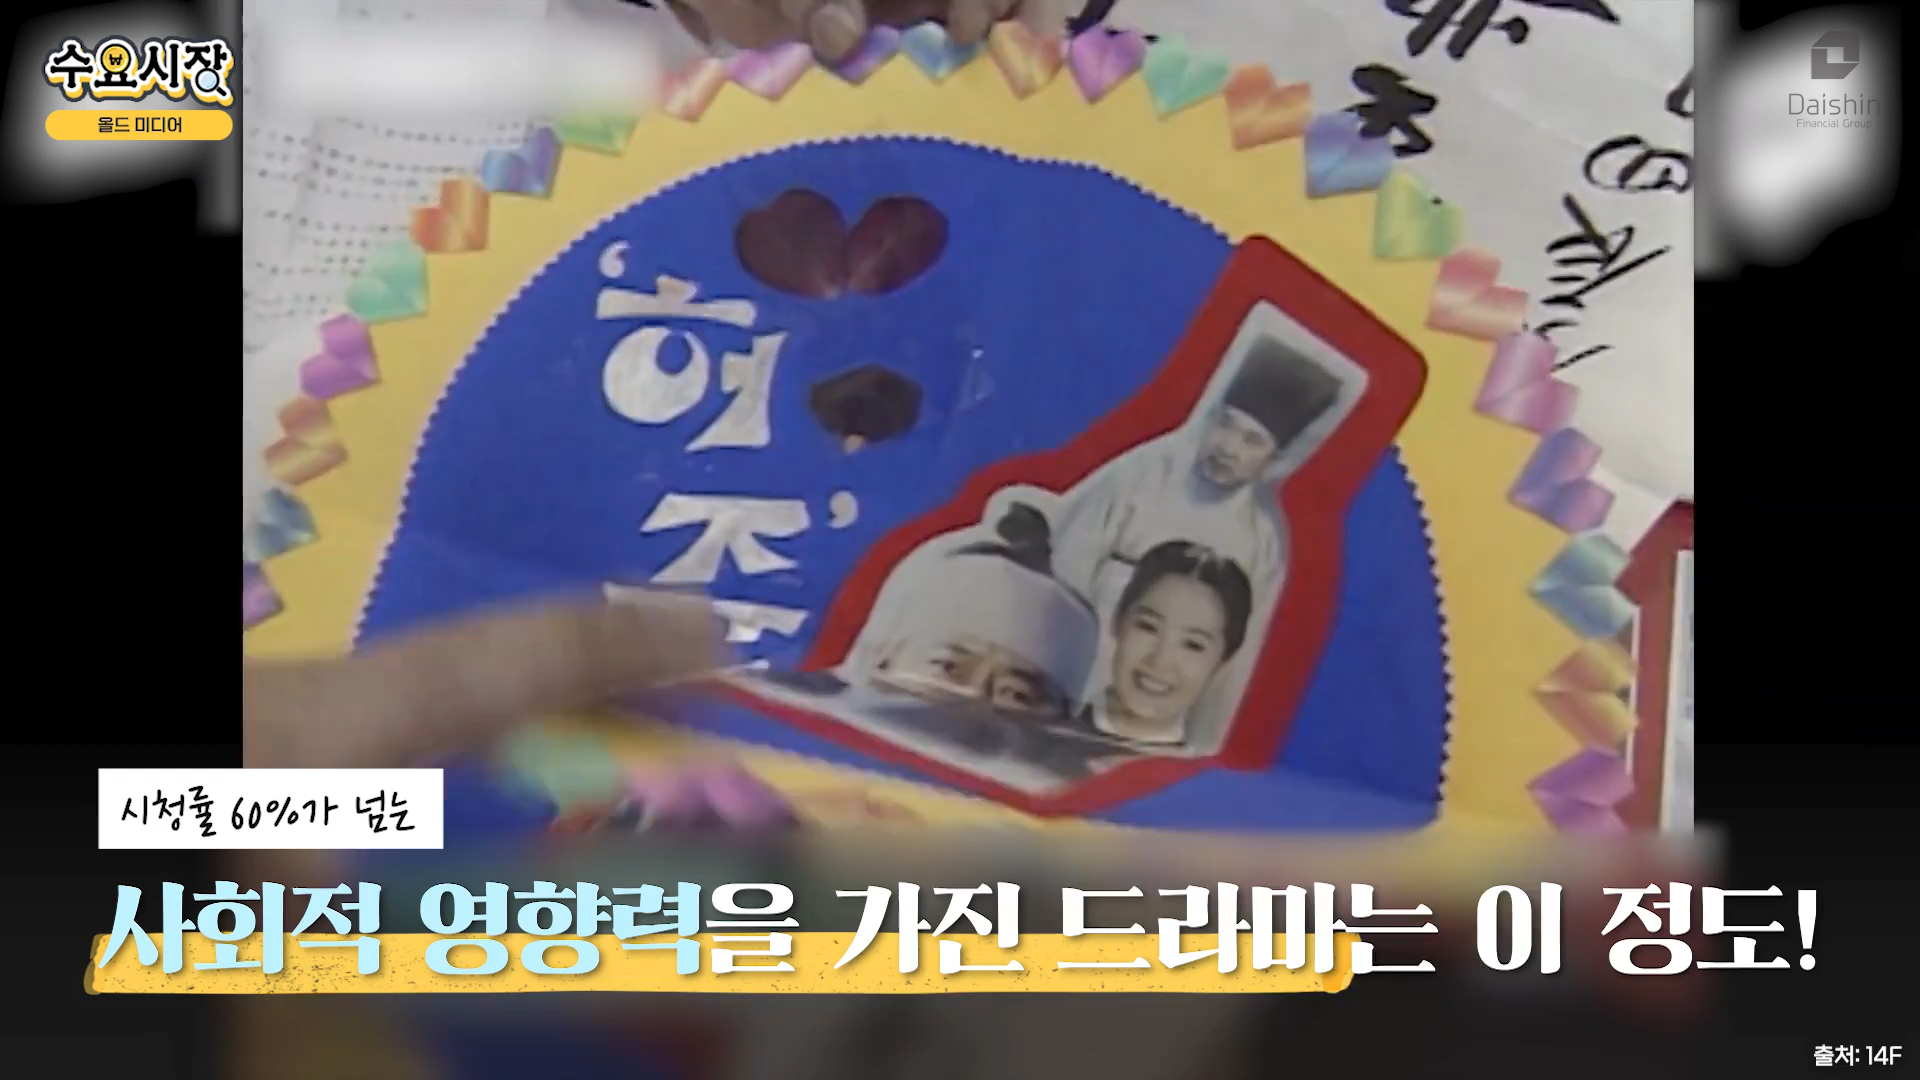 수요시장
올드 미디어
Daishin
Financial Group
‘허
준’
시청률 60%가 넘는
사회적 영향력을 가진 드라마는 이 정도!
출처: 14F